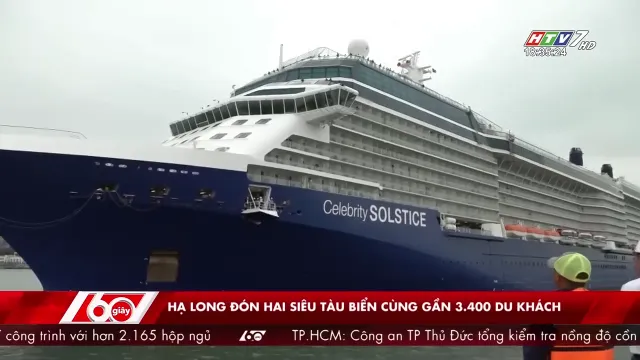 HTV7 HD
18:35:24
Celebrity SOLSTICE
60 giây
HẠ LONG ĐÓN HAI SIÊU TÀU BIỂN CÙNG GẦN 3.400 DU KHÁCH
công trình với hơn 2.165 hộp ngủ 60 TP.HCM: Công an TP Thủ Đức tổng kiểm tra nồng độ cồn